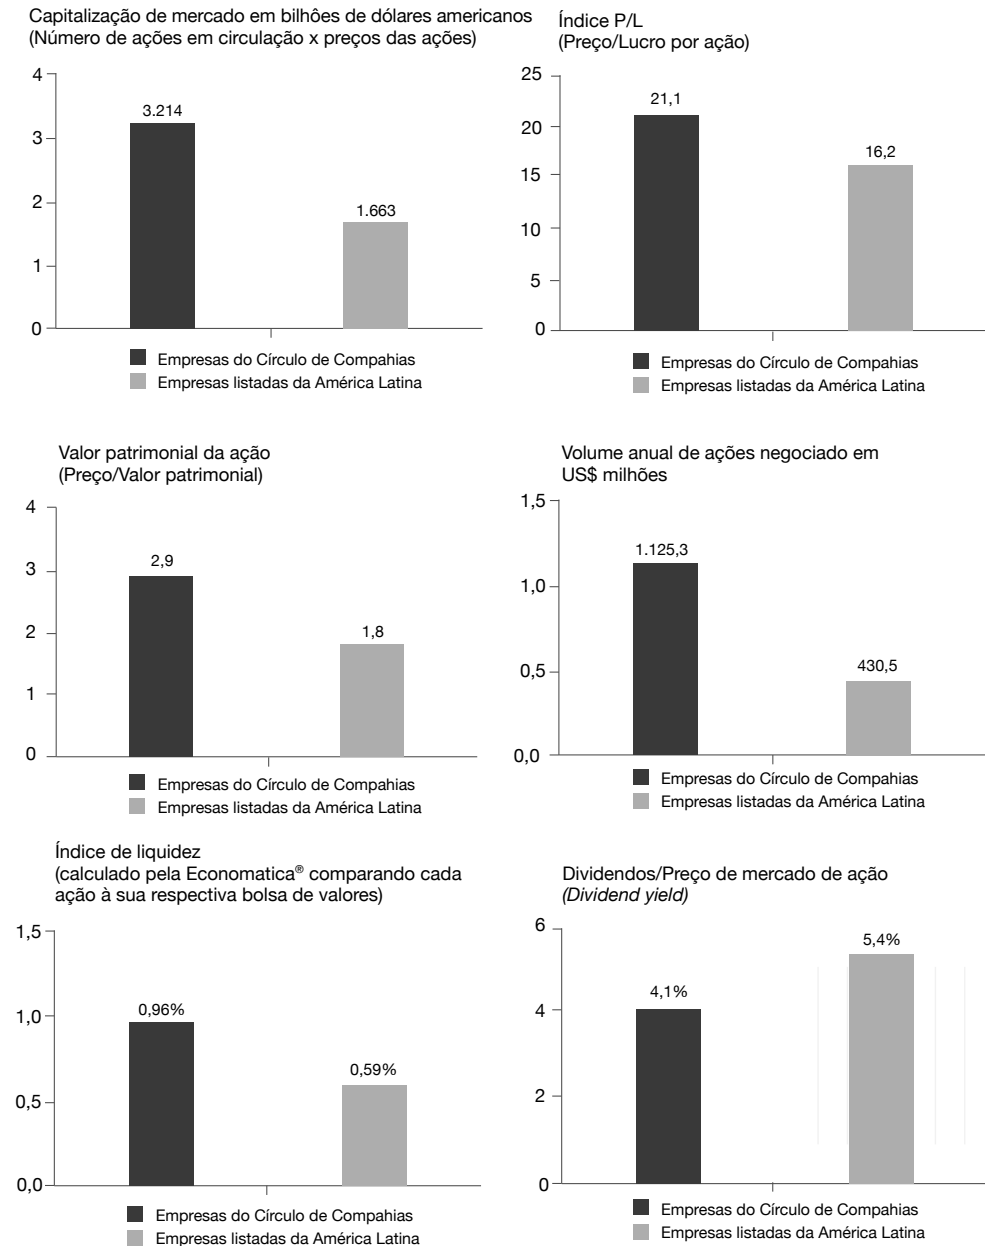 Capitalização de mercado em bilhões de dólares americanos
(Número de ações em circulação x preços das ações)
4
3
2
1
0
3.214
1.663
Empresas do Círculo de Compahias
Empresas listadas da América Latina
Índice P/L
(Preço/Lucro por ação)
25
20
15
10
5
0
21,1
16,2
Empresas do Círculo de Compahias
Empresas listadas da América Latina
Valor patrimonial da ação
(Preço/Valor patrimonial)
4
3
2
1
0
2,9
1,8
Empresas do Círculo de Compahias
Empresas listadas da América Latina
Volume anual de ações negociado em
US$ milhões
1,5
1,0
0,5
0,0
1.125,3
430,5
Empresas do Círculo de Compahias
Empresas listadas da América Latina
Índice de liquidez
(calculado pela Economatica® comparando cada
ação à sua respectiva bolsa de valores)
1,5
1,0
0,5
0,0
0,96%
0,59%
Empresas do Círculo de Compahias
Empresas listadas da América Latina
Dividendos/Preço de mercado de ação
(Dividend yield)
6
4
2
0
4,1%
5,4%
Empresas do Círculo de Compahias
Empresas listadas da América Latina